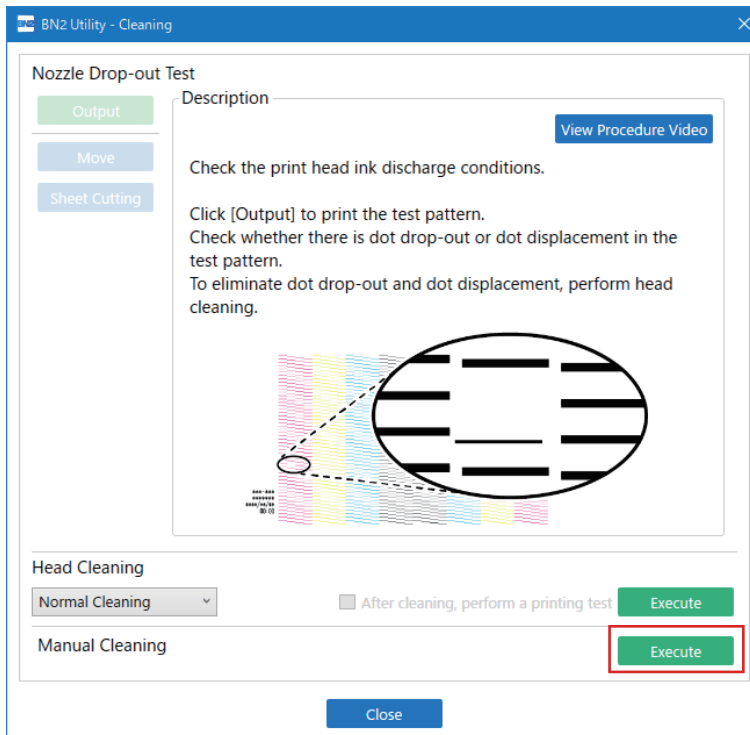 BN2 BN2 Utility - Cleaning
Nozzle Drop-out Test
Output
Move
Sheet Cutting
Description
View Procedure Video
Check the print head ink discharge conditions.
Click [Output] to print the test pattern.
Check whether there is dot drop-out or dot displacement in the
test pattern.
To eliminate dot drop-out and dot displacement, perform head
cleaning.
Head Cleaning
Normal Cleaning
After cleaning, perform a printing test
Execute
Manual Cleaning
Execute
Close